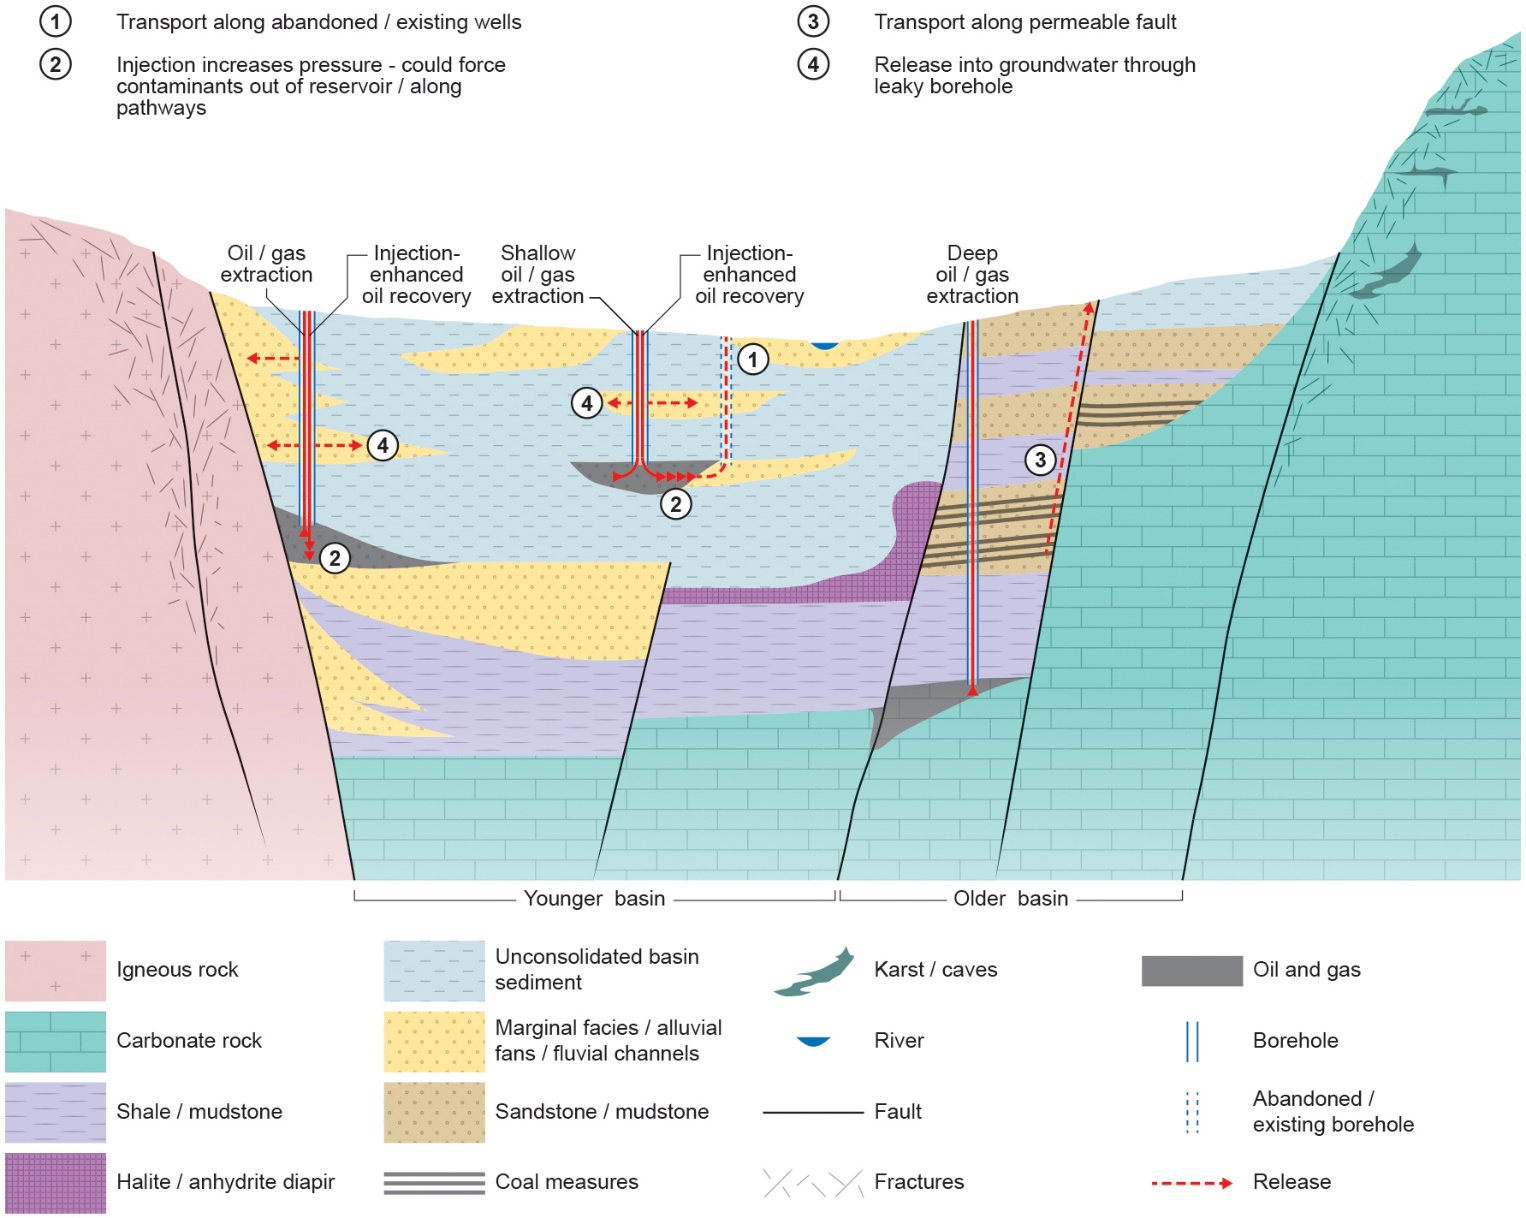 1 Transport along abandoned / existing wells
2 Injection increases pressure - could force
contaminants out of reservoir / along
pathways
3 Transport along permeable fault
4 Release into groundwater through
leaky borehole
Oil / gas
extraction
Injection-
enhanced
oil recovery
Shallow
oil / gas
extraction
Injection-
enhanced
oil recovery
Deep
oil / gas
extraction
1
4
4
3
2
2
Younger basin
Older basin
Igneous rock
Unconsolidated basin
sediment
Karst / caves
Oil and gas
Carbonate rock
Marginal facies / alluvial
fans / fluvial channels
River
Borehole
Shale / mudstone
Sandstone / mudstone
Fault
Abandoned /
existing borehole
Halite / anhydrite diapir
Coal measures
Fractures
Release